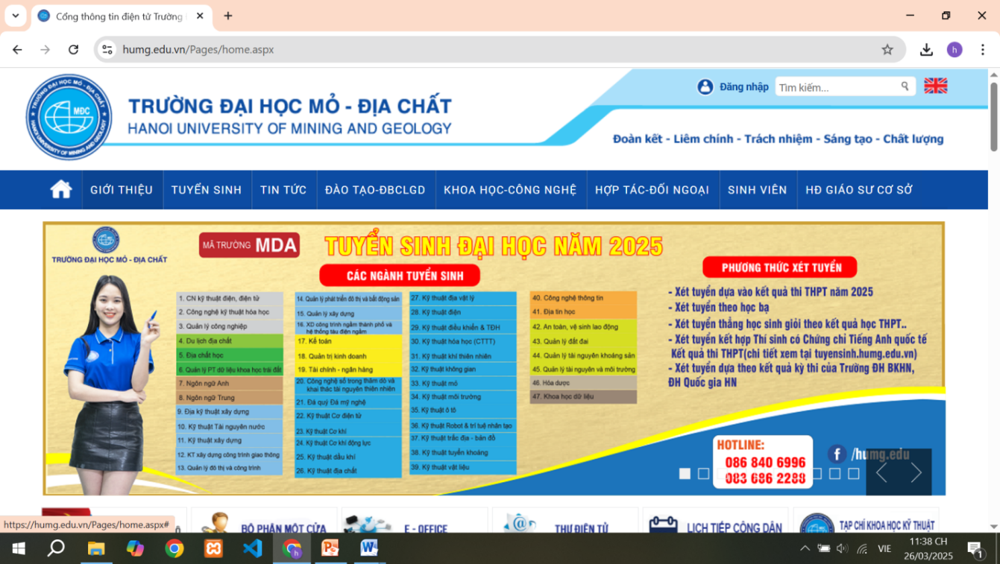 Cổng thông tin điện tử Trường
humg.edu.vn/Pages/home.aspx
h
HANOI UNIVERSITY OF MINING AND GEOLOGY
MĐC
TRƯỜNG ĐẠI HỌC MỎ - ĐỊA CHẤT
HANOI UNIVERSITY OF MINING AND GEOLOGY
Đăng nhập
Tìm kiếm...
Đoàn kết - Liêm chính - Trách nhiệm - Sáng tạo - Chất lượng
GIỚI THIỆU
TUYỂN SINH
TIN TỨC
ĐÀO TẠO-ĐBCLGD
KHOA HỌC-CÔNG NGHỆ
HỢP TÁC-ĐỐI NGOẠI
SINH VIÊN
HĐ GIÁO SƯ CƠ SỞ
TRƯỜNG ĐẠI HỌC MỎ - ĐỊA CHẤT
MÃ TRƯỜNG MDA
TUYỂN SINH ĐẠI HỌC NĂM 2025
CÁC NGÀNH TUYỂN SINH
1. CN kỹ thuật điện, điện tử
2. Công nghệ kỹ thuật hóa học
3. Quản lý công nghiệp
4. Du lịch địa chất
5. Địa chất học
6. Quản lý PT dữ liệu khoa học trái đất
7. Ngôn ngữ Anh
8. Ngôn ngữ Trung
9. Địa kỹ thuật xây dựng
10. Kỹ thuật Tài nguyên nước
11. Kỹ thuật xây dựng
12. KT xây dựng công trình giao thông
13. Quản lý đô thị và công trình
14. Quản lý phát triển đô thị và bất động sản
15. Quản lý xây dựng
16. XD công trình ngầm thành phố và
hệ thống tàu điện ngầm
17. Kế toán
18. Quản trị kinh doanh
19. Tài chính - ngân hàng
20. Công nghệ số trong thăm dò và
khai thác tài nguyên thiên nhiên
21. Đá quý Đá mỹ nghệ
22. Kỹ thuật Cơ điện tử
23. Kỹ thuật Cơ khí
24. Kỹ thuật Cơ khí động lực
25. Kỹ thuật dầu khí
26. Kỹ thuật địa chất
27. Kỹ thuật địa vật lý
28. Kỹ thuật điện
29. Kỹ thuật điều khiển & TĐH
30. Kỹ thuật hóa học (CTTT)
31. Kỹ thuật khí thiên nhiên
32. Kỹ thuật không gian
33. Kỹ thuật mỏ
34. Kỹ thuật môi trường
35. Kỹ thuật ô tô
36. Kỹ thuật Robot & trí tuệ nhân tạo
37. Kỹ thuật trắc địa - bản đồ
38. Kỹ thuật tuyển khoáng
39. Kỹ thuật vật liệu
40. Công nghệ thông tin
41. Địa tin học
42. An toàn, vệ sinh lao động
43. Quản lý đất đai
44. Quản lý tài nguyên khoáng sản
45. Quản lý tài nguyên và môi trường
46. Hóa dược
47. Khoa học dữ liệu
PHƯƠNG THỨC XÉT TUYỂN
- Xét tuyển dựa vào kết quả thi THPT năm 2025
- Xét tuyển theo học bạ
- Xét tuyển thẳng học sinh giỏi theo kết quả học THPT..
- Xét tuyển kết hợp Thí sinh có Chứng chỉ Tiếng Anh quốc tế
Kết quả thi THPT(chi tiết xem tại tuyensinh.humg.edu.vn)
- Xét tuyển dựa theo kết quả kỳ thi của Trường ĐH BKHN,
ĐH Quốc gia HN
HOTLINE:
086 840 6996
083 686 2288
/humg.edu
BỘ PHẬN MỘT CỬA
E - OFFICE
THƯ ĐIỆN TỬ
LỊCH TIẾP CÔNG DÂN
TẠP CHÍ KHOA HỌC KỸ THUẬT
https://humg.edu.vn/Pages/home.aspx#
VIE
11:38 CH
26/03/2025
1